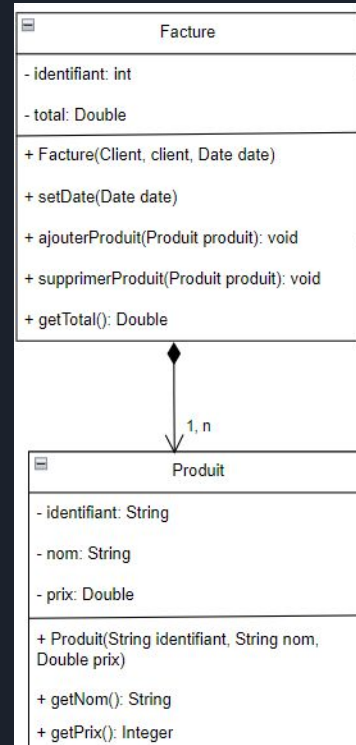 Facture
- identifiant: int
- total: Double
+ Facture(Client, client, Date date)
+ setDate(Date date)
+ ajouterProduit(Produit produit): void
+ supprimerProduit(Produit produit): void
+ getTotal(): Double
1, n
Produit
- identifiant: String
- nom: String
- prix: Double
+ Produit(String identifiant, String nom,
Double prix)
+ getNom(): String
+ getPrix(): Integer